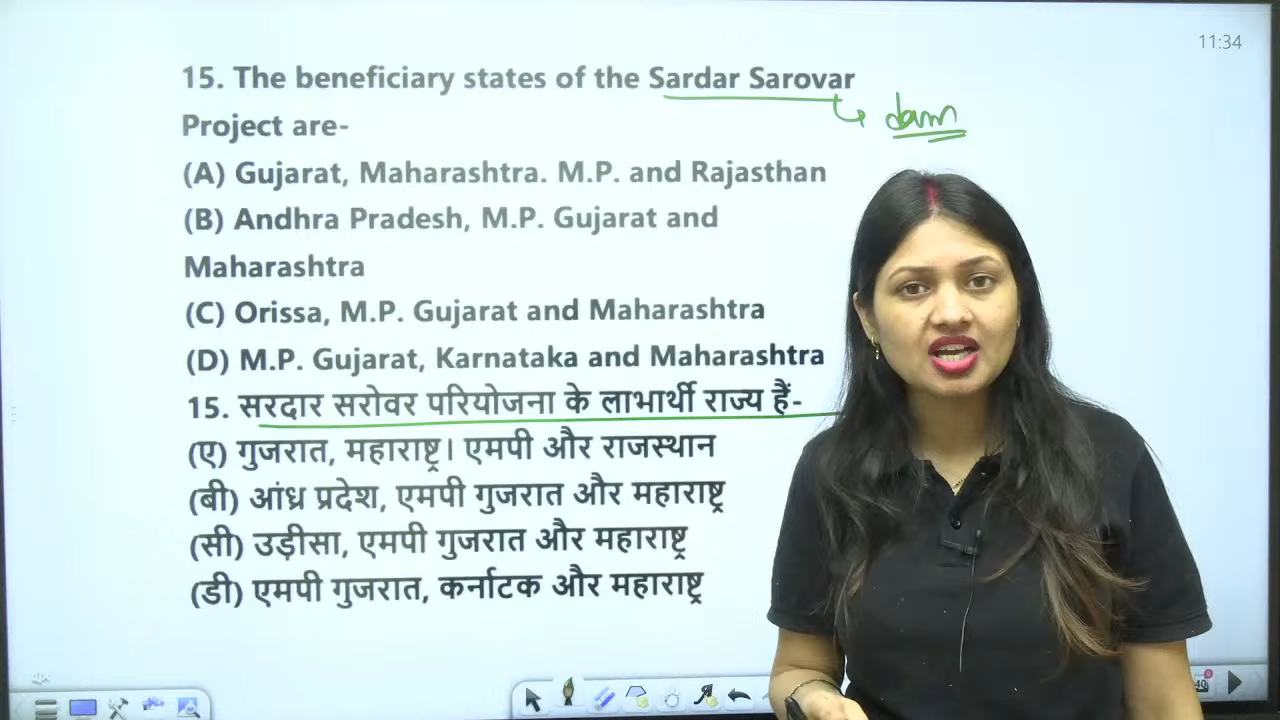 11:34
15. The beneficiary states of the Sardar Sarovar
dam
Project are-
(A) Gujarat, Maharashtra. M.P. and Rajasthan
(B) Andhra Pradesh, M.P. Gujarat and
Maharashtra
(C) Orissa, M.P. Gujarat and Maharashtra
(D) M.P. Gujarat, Karnataka and Maharashtra
15. सरदार सरोवर परियोजना के लाभार्थी राज्य हैं-
(ए) गुजरात, महाराष्ट्र। एमपी और राजस्थान
(बी) आंध्र प्रदेश, एमपी गुजरात और महाराष्ट्र
(सी) उड़ीसा, एमपी गुजरात और महाराष्ट्र
(डी) एमपी गुजरात, कर्नाटक और महाराष्ट्र